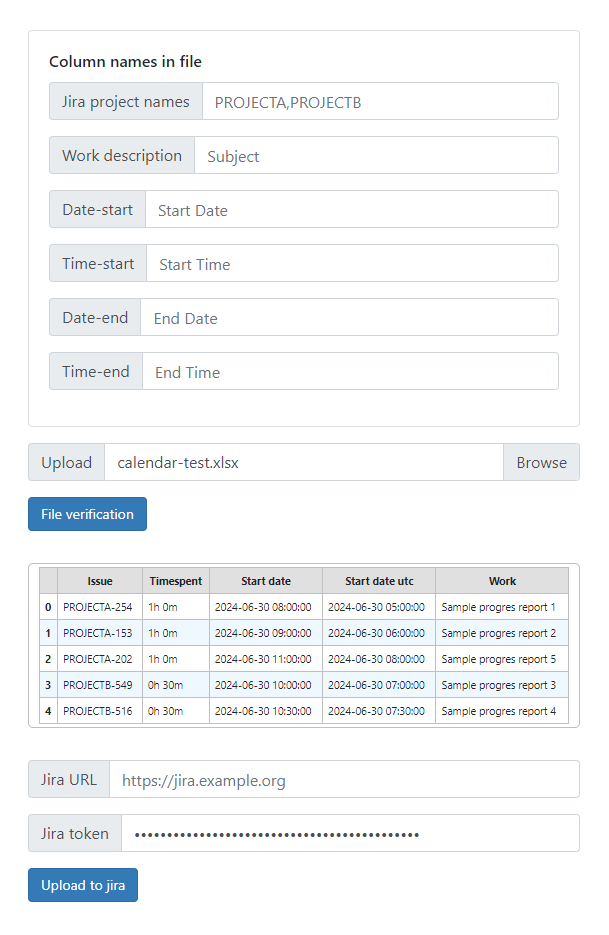 Column names in file
Jira project names PROJECTA,PROJECTB
Work description Subject
Date-start Start Date
Time-start Start Time
Date-end End Date
Time-end End Time
Upload calendar-test.xlsx Browse
File verification
Issue Timespent Start date Start date utc Work
0 PROJECTA-254 1h 0m 2024-06-30 08:00:00 2024-06-30 05:00:00 Sample progres report 1
1 PROJECTA-153 1h 0m 2024-06-30 09:00:00 2024-06-30 06:00:00 Sample progres report 2
2 PROJECTA-202 1h 0m 2024-06-30 11:00:00 2024-06-30 08:00:00 Sample progres report 5
3 PROJECTB-549 0h 30m 2024-06-30 10:00:00 2024-06-30 07:00:00 Sample progres report 3
4 PROJECTB-516 0h 30m 2024-06-30 10:30:00 2024-06-30 07:30:00 Sample progres report 4
Jira URL https://jira.example.org
Jira token ••••••••••••••••••••••••••••••••••••••••••••
Upload to jira